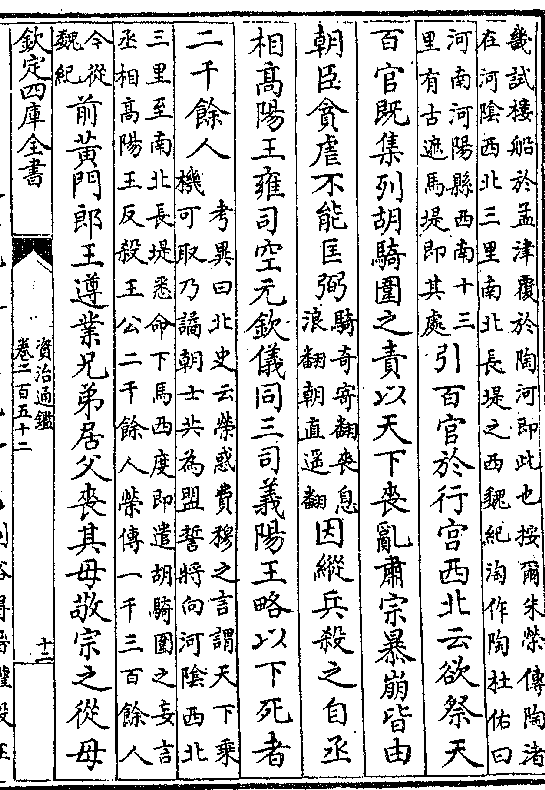 畿試樓船於孟津覆於陶河即此也按爾朱榮傳陶渚
在河陰西北三里南北長堤之西魏紀淘作陶杜佑曰
河南河陽縣西南十三
里有古遮馬堤即其處
引百官於行宫西北云欲祭天
百官既集列胡騎圍之責以天下喪亂肅宗暴崩皆由
朝臣貪虐不能匡弼
騎奇寄翻喪息
浪翻朝直遥翻
因縱兵殺之自丞
相高陽王雍司空元欽儀同三司義陽王略以下死者
二千餘人
考異曰北史云榮惑費穆之言謂天下乘
機可取乃譎朝士共為盟誓將向河陰西北
三里至南北長堤悉命下馬西度即遣胡騎圍之妄言
丞相高陽王反殺王公二千餘人榮傳一千三百餘人
今從
魏紀
前黄門郎王遵業兄弟居父喪其母敬宗之從母
欽定四庫全書
資治通鑑
卷二百五十二
十二